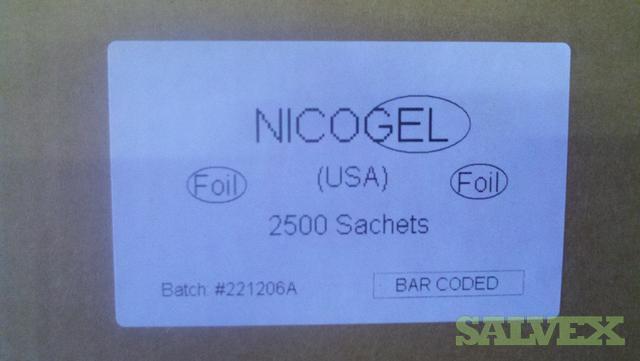 NICOGEL
Foil (USA) Foil
2500 Sachets
Batch: #221206A BAR CODED
SALVEX